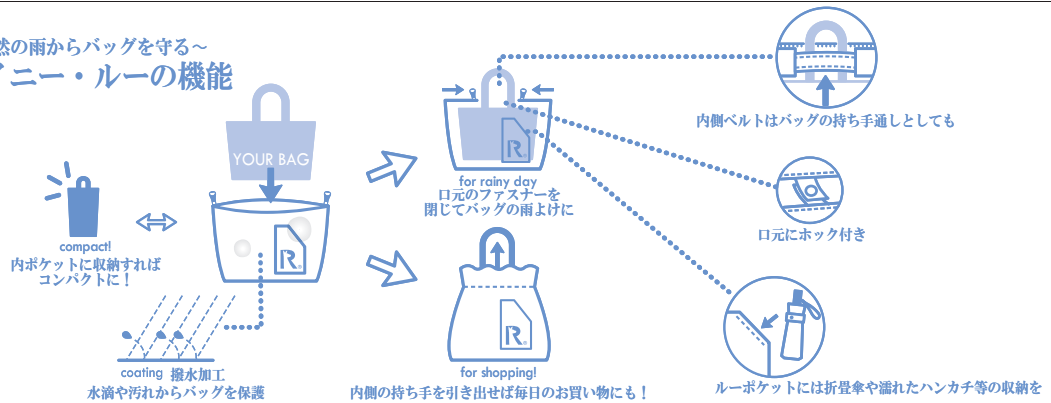 然の雨からバッグを守る～
イニー・ルーの機能
YOUR BAG
compact!
内ポケットに収納すれば
コンパクトに！
R
coating 撥水加工
水滴や汚れからバッグを保護
R
for rainy day
口元のファスナーを
閉じてバッグの雨よけに
R
for shopping!
内側の持ち手を引き出せば毎日のお買い物にも！
内側ベルトはバッグの持ち手通しとしても
口元にホック付き
ルーポケットには折畳傘や濡れたハンカチ等の収納を